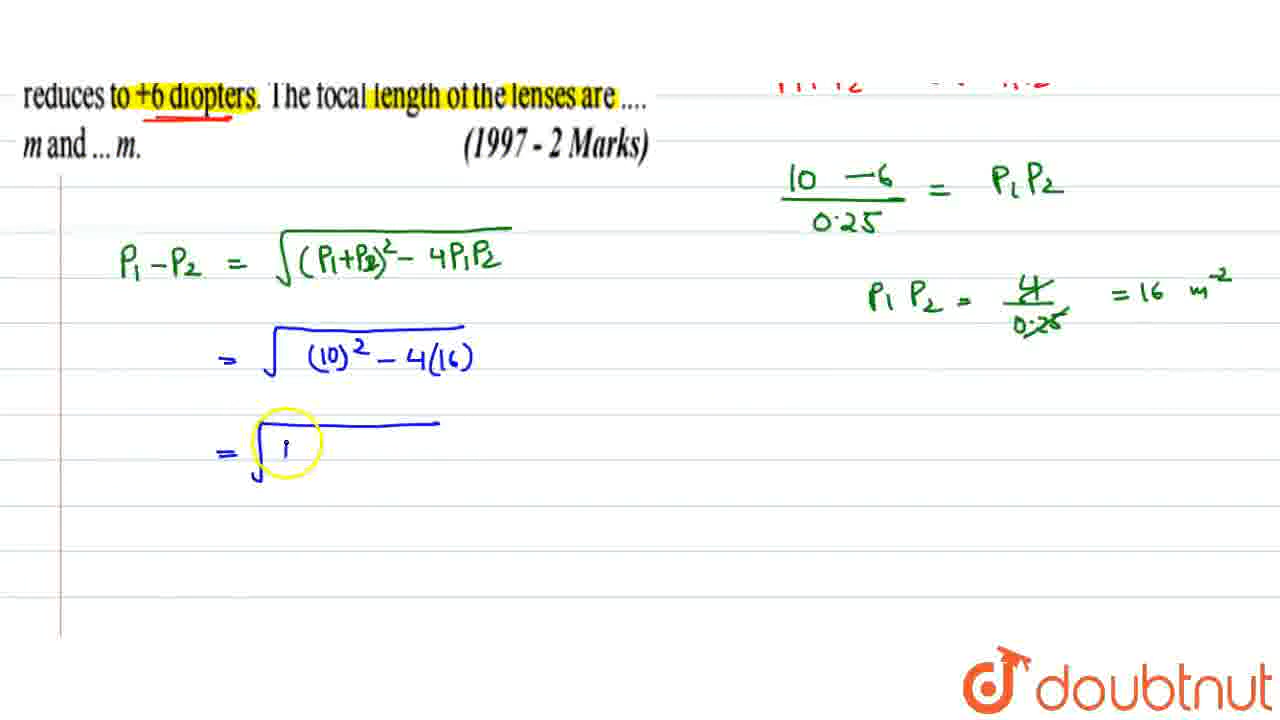 reduces to +6 diopters. The focal length of the lenses are ....
m and ... m. (1997 - 2 Marks)
10 - 6 / 0.25 = P₁P₂
P₁ - P₂ = √(P₁+P₂)² - 4P₁P₂
P₁ P₂ = 4 / 0.25 = 16 m⁻²
= √(10)² - 4(16)
= √1
doubtnut